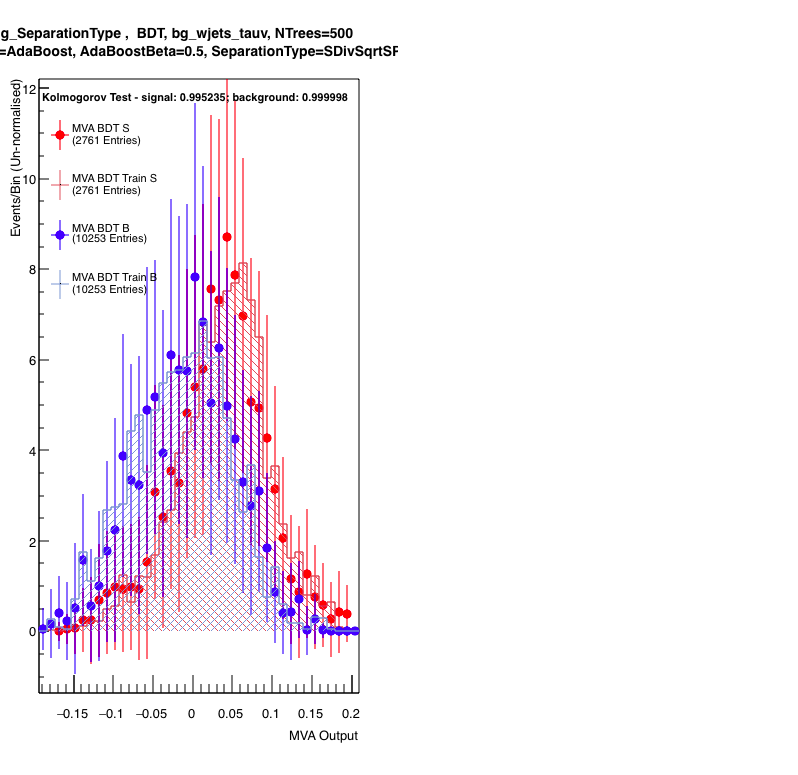 g_SeparationType , BDT, bg_wjets_tauv, NTrees=500
=AdaBoost, AdaBoostBeta=0.5, SeparationType=SDivSqrtSP
Events/Bin (Un-normalised)
Kolmogorov Test - signal: 0.995235; background: 0.999998
MVA BDT S
(2761 Entries)
MVA BDT Train S
(2761 Entries)
MVA BDT B
(10253 Entries)
MVA BDT Train B
(10253 Entries)
12
10
8
6
4
2
0
−0.15 −0.1 −0.05 0 0.05 0.1 0.15 0.2
MVA Output